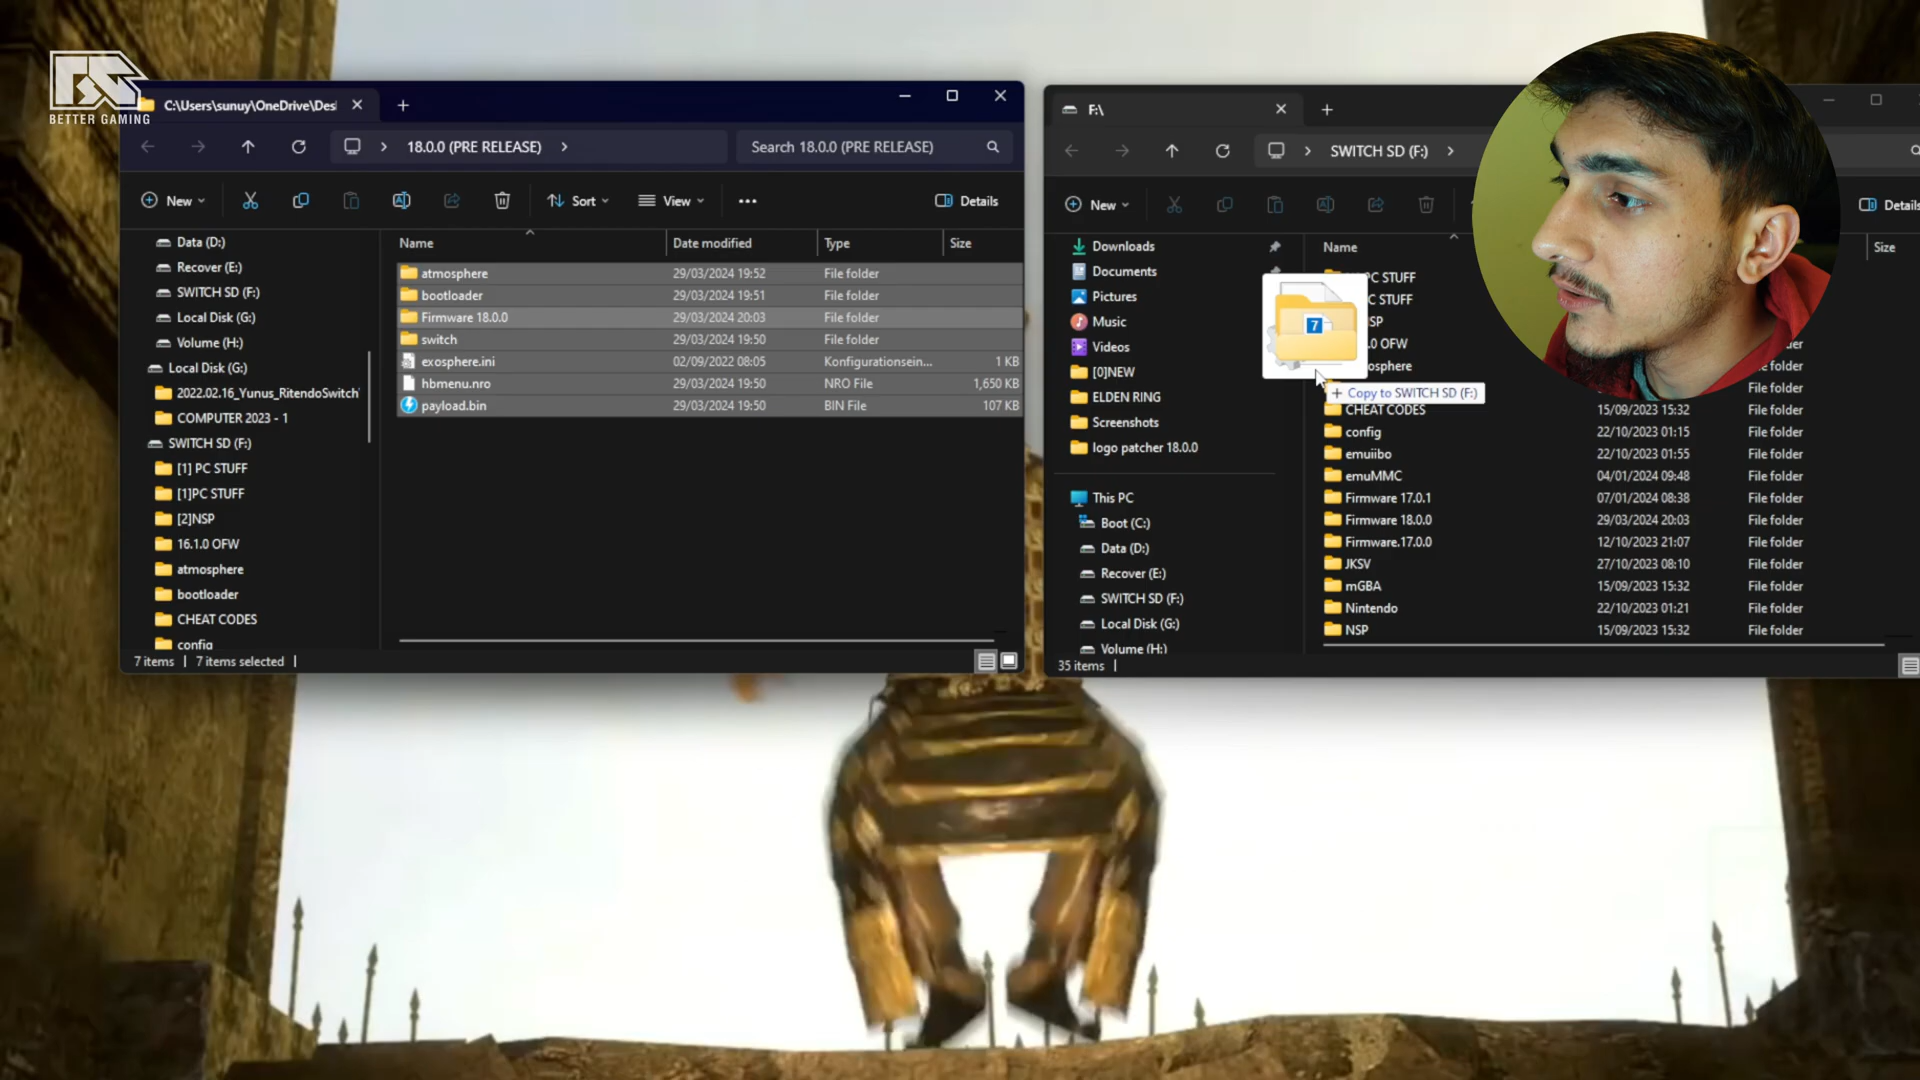 BETTER GAMING
C:\Users\sunuy\OneDrive\Des
18.0.0 (PRE RELEASE)
Search 18.0.0 (PRE RELEASE)
New
Sort
View
Details
Data (D:)
Recover (E:)
SWITCH SD (F:)
Local Disk (G:)
Volume (H:)
Local Disk (G:)
2022.02.16_Yunus_RitendoSwitch
COMPUTER 2023 - 1
SWITCH SD (F:)
[1] PC STUFF
[1]PC STUFF
[2]NSP
16.1.0 OFW
atmosphere
bootloader
CHEAT CODES
config
Name Date modified Type Size
atmosphere 29/03/2024 19:52 File folder
bootloader 29/03/2024 19:51 File folder
Firmware 18.0.0 29/03/2024 20:03 File folder
switch 29/03/2024 19:50 File folder
exosphere.ini 02/09/2022 08:05 Konfigurationsein... 1 KB
hbmenu.nro 29/03/2024 19:50 NRO File 1,650 KB
payload.bin 29/03/2024 19:50 BIN File 107 KB
7 items 7 items selected
F:\
SWITCH SD (F:)
New
Details
Downloads
Documents
Pictures
Music
Videos
[0]NEW
ELDEN RING
Screenshots
logo patcher 18.0.0
This PC
Boot (C:)
Data (D:)
Recover (E:)
SWITCH SD (F:)
Local Disk (G:)
Volume (H:)
Name Size
PC STUFF
C STUFF
SP
.0 OFW
osphere
7
+ Copy to SWITCH SD (F:)
CHEAT CODES 15/09/2023 15:32 File folder
config 22/10/2023 01:15 File folder
emuiibo 22/10/2023 01:55 File folder
emuMMC 04/01/2024 09:48 File folder
Firmware 17.0.1 07/01/2024 08:38 File folder
Firmware 18.0.0 29/03/2024 20:03 File folder
Firmware.17.0.0 12/10/2023 21:07 File folder
JKSV 27/10/2023 08:10 File folder
mGBA 15/09/2023 15:32 File folder
Nintendo 22/10/2023 01:21 File folder
NSP 15/09/2023 15:32 File folder
35 items